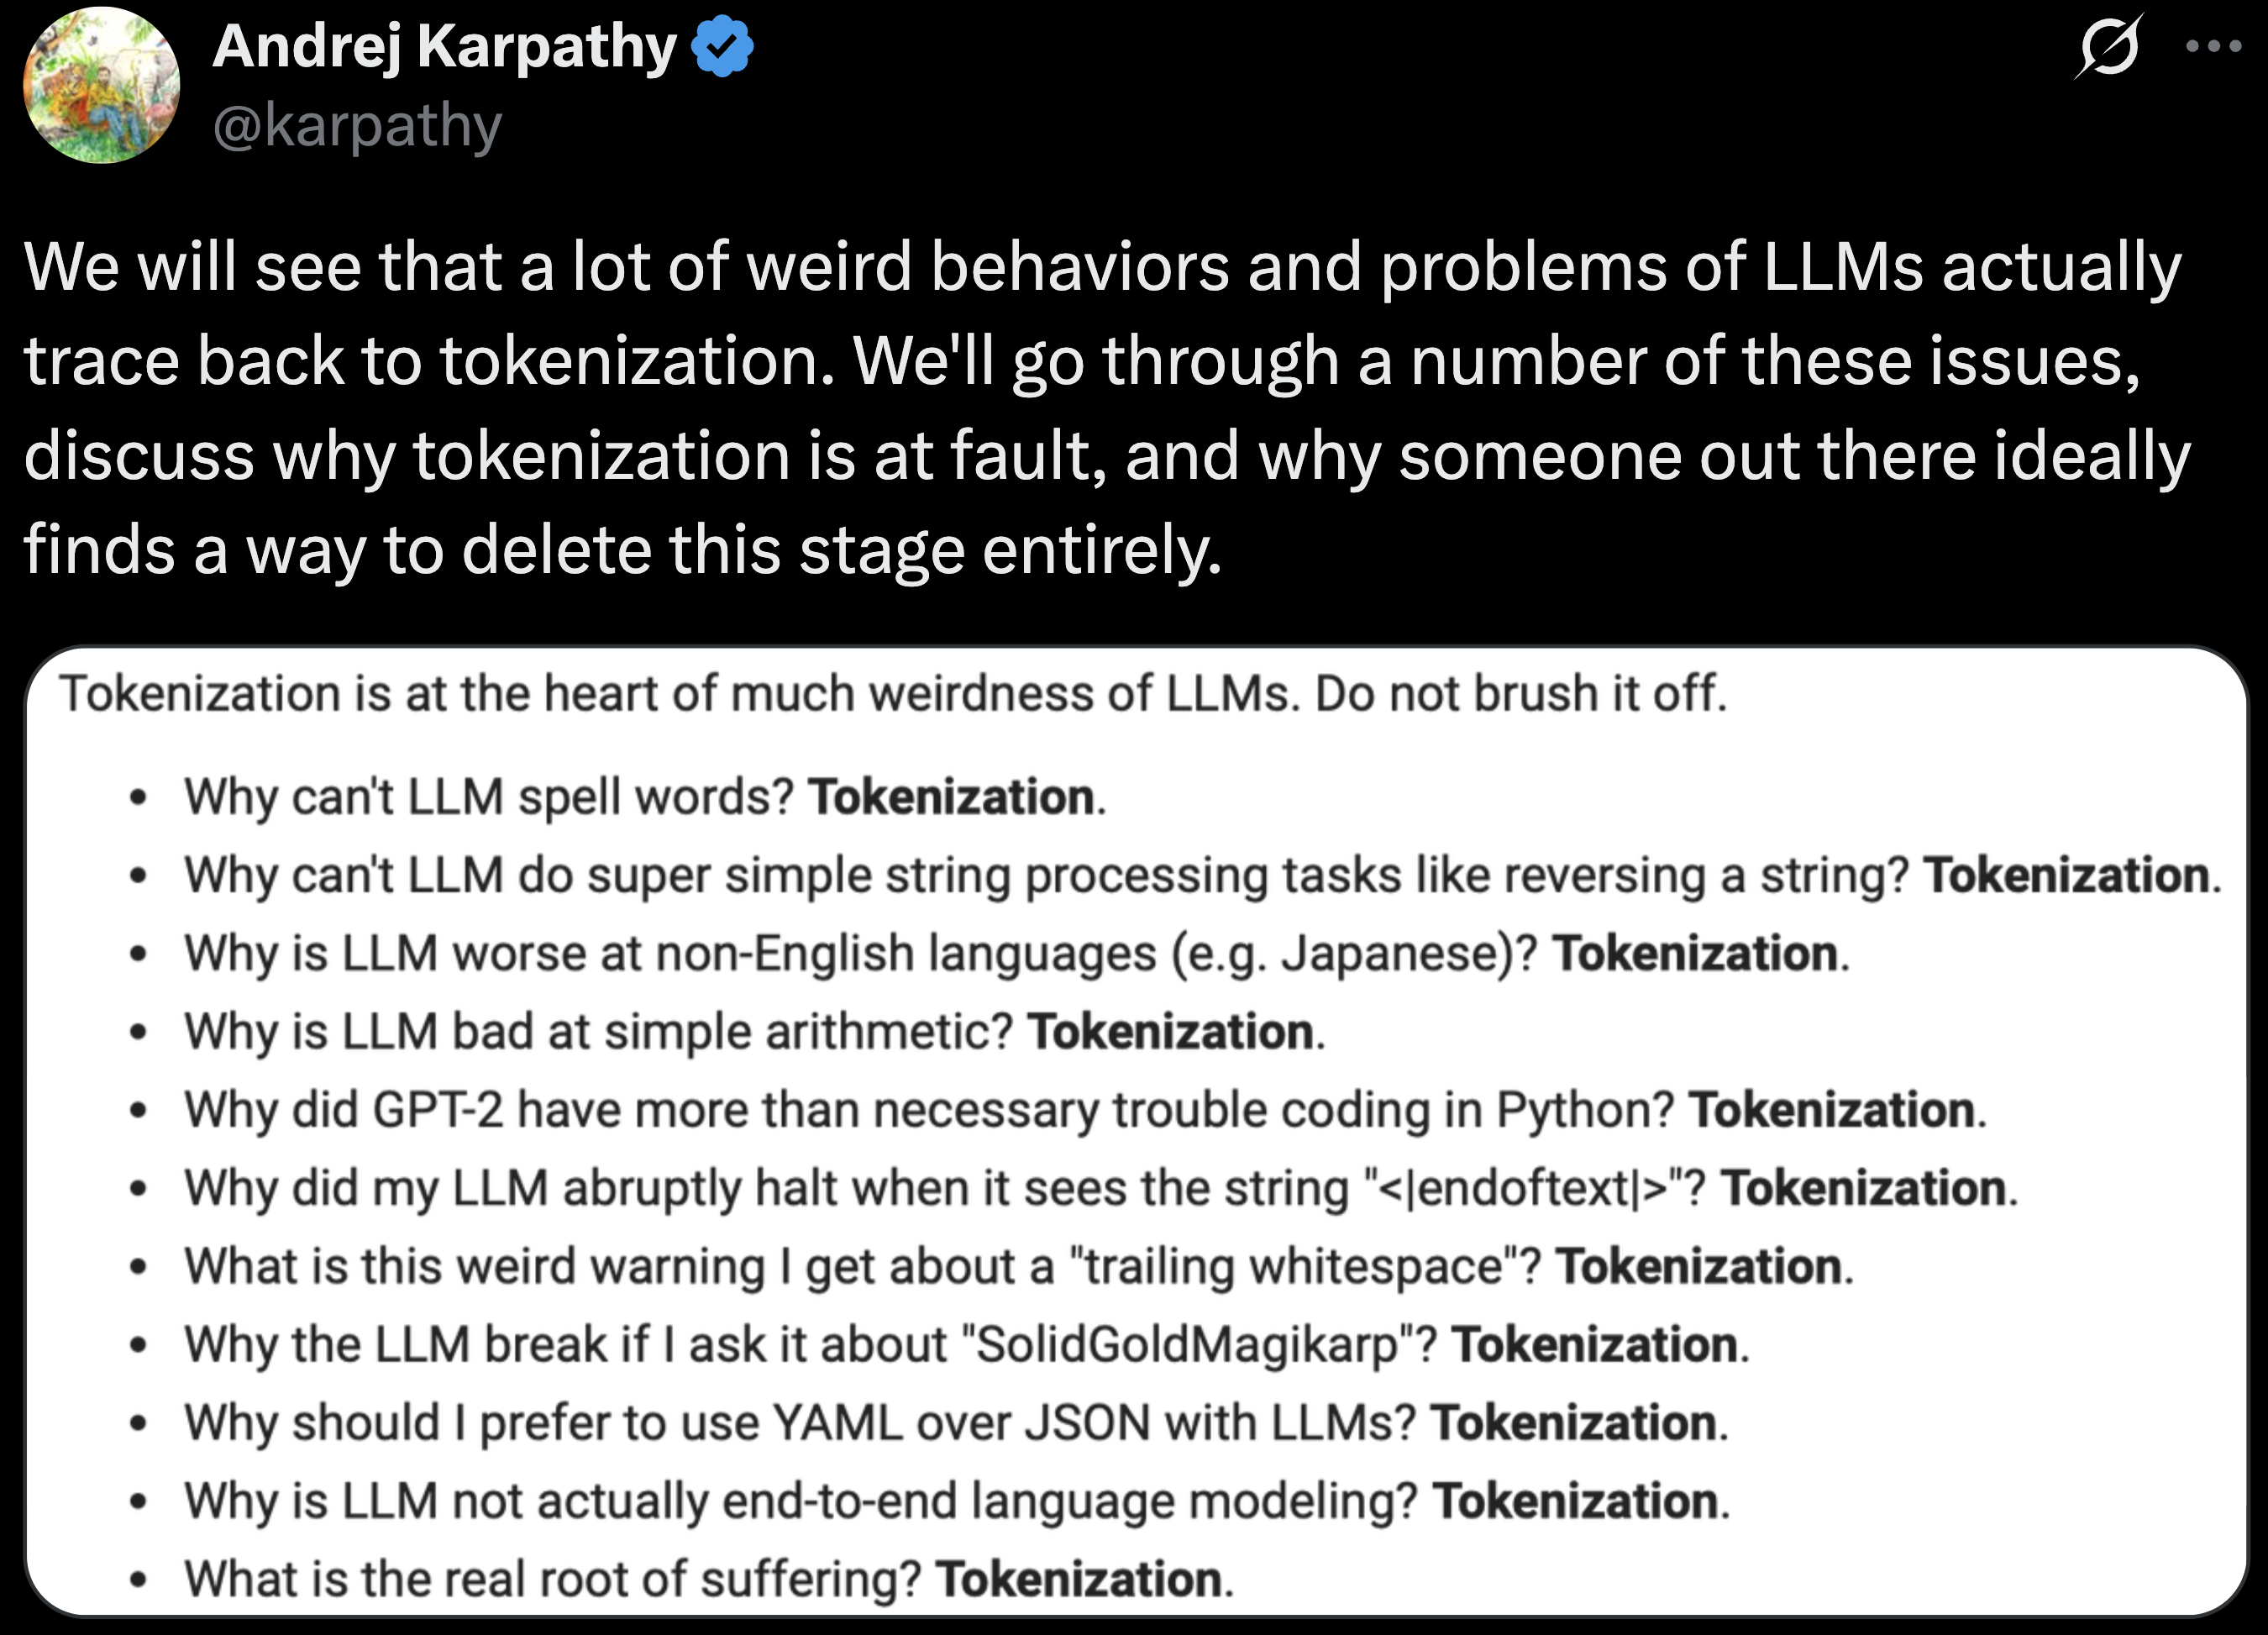 Andrej Karpathy
@karpathy
We will see that a lot of weird behaviors and problems of LLMs actually
trace back to tokenization. We'll go through a number of these issues,
discuss why tokenization is at fault, and why someone out there ideally
finds a way to delete this stage entirely.
Tokenization is at the heart of much weirdness of LLMs. Do not brush it off.
• Why can't LLM spell words? Tokenization.
• Why can't LLM do super simple string processing tasks like reversing a string? Tokenization.
• Why is LLM worse at non-English languages (e.g. Japanese)? Tokenization.
• Why is LLM bad at simple arithmetic? Tokenization.
• Why did GPT-2 have more than necessary trouble coding in Python? Tokenization.
• Why did my LLM abruptly halt when it sees the string "<|endoftext|>"? Tokenization.
• What is this weird warning I get about a "trailing whitespace"? Tokenization.
• Why the LLM break if I ask it about "SolidGoldMagikarp"? Tokenization.
• Why should I prefer to use YAML over JSON with LLMs? Tokenization.
• Why is LLM not actually end-to-end language modeling? Tokenization.
• What is the real root of suffering? Tokenization.